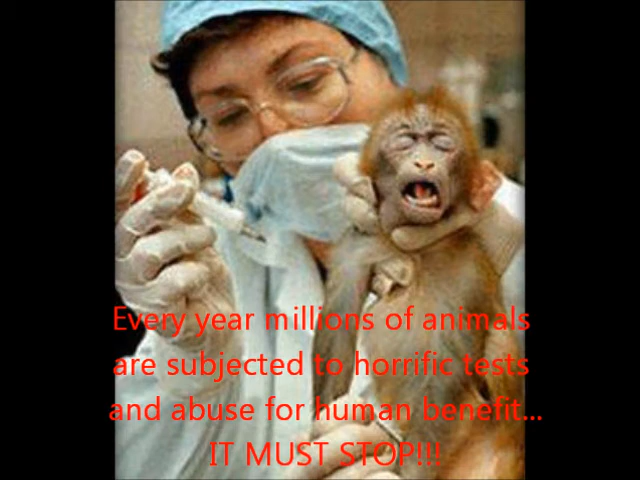 Every year millions of animals
are subjected to horrific tests
and abuse for human benefit...
IT MUST STOP!!!